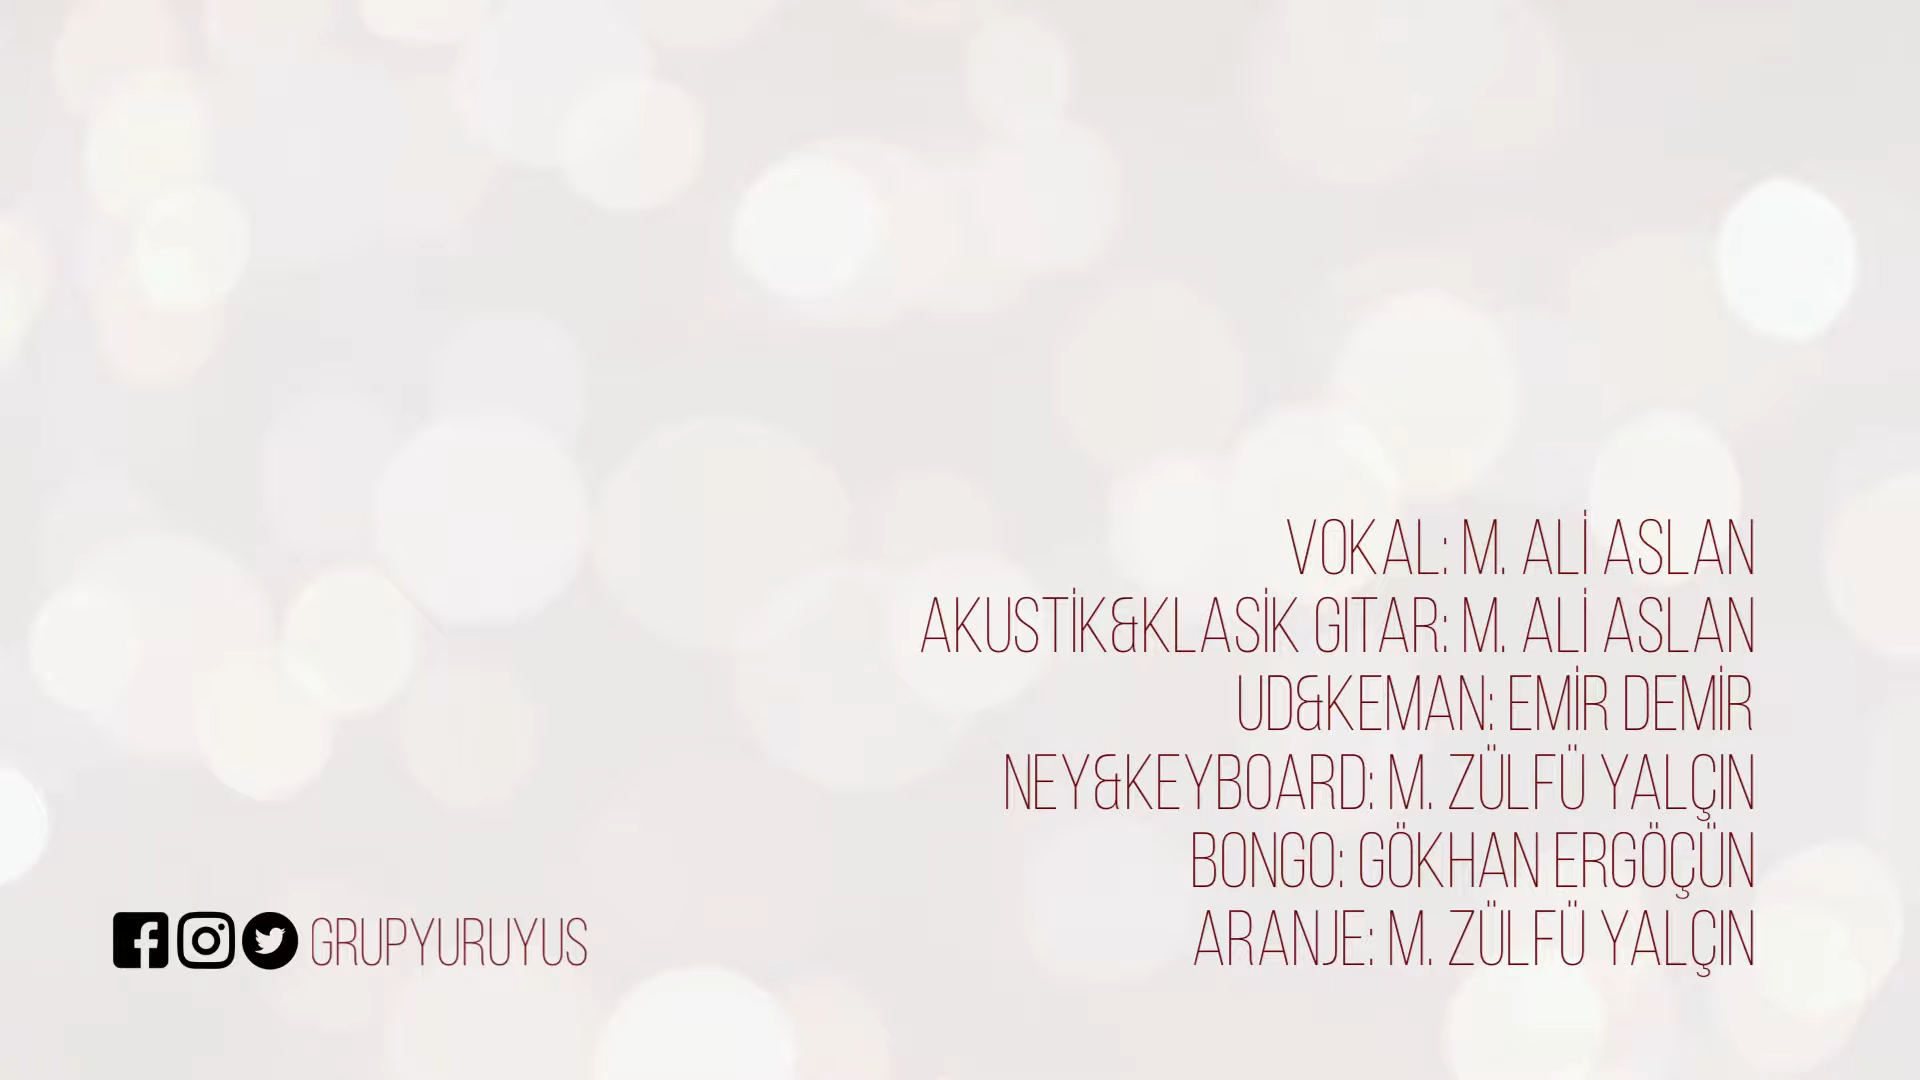 VOKAL: M. ALİ ASLAN
AKUSTİK&KLASİK GITAR: M. ALİ ASLAN
UD&KEMAN: EMİR DEMİR
NEY&KEYBOARD: M. ZÜLFÜ YALÇIN
BONGO: GÖKHAN ERGÖÇÜN
ARANJE: M. ZÜLFÜ YALÇIN
GRUPYURUYUS